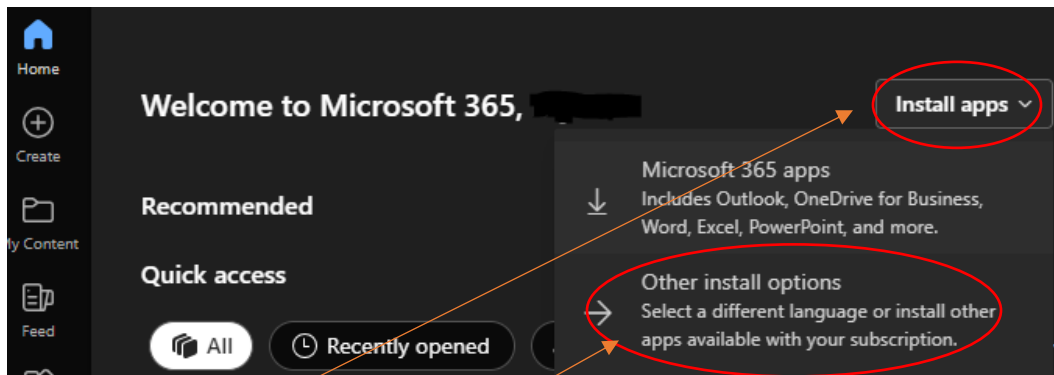 Home
Create
My Content
Feed
Welcome to Microsoft 365,
Install apps
Microsoft 365 apps
Includes Outlook, OneDrive for Business,
Word, Excel, PowerPoint, and more.
Recommended
Other install options
Select a different language or install other
apps available with your subscription.
Quick access
All
Recently opened